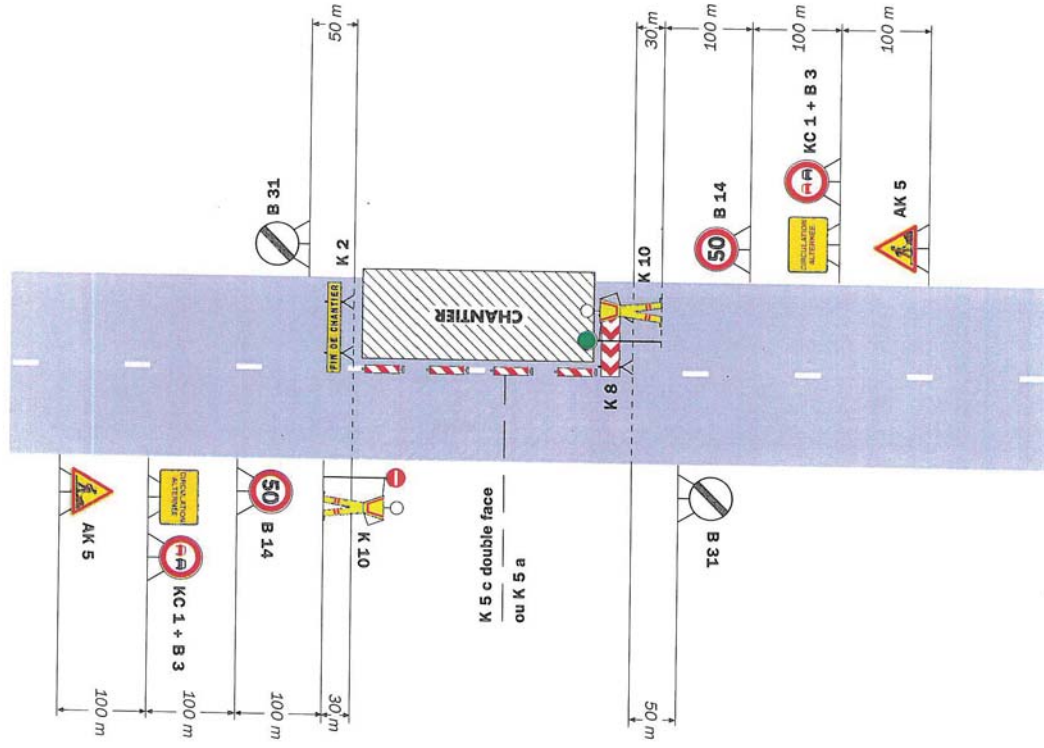 50 m
B 31
K 2
FIN DE CHANTIER
CHANTIER
30 m
100 m
100 m
100 m
K 10
K 8
50
B 14
KC 1 + B 3
CIRCULATION
ALTERNÉE
AK 5
AK 5
CIRCULATION
ALTERNÉE
KC 1 + B 3
50
B 14
K 10
K 5 c double face
ou K 5 a
B 31
100 m
100 m
100 m
30 m
50 m